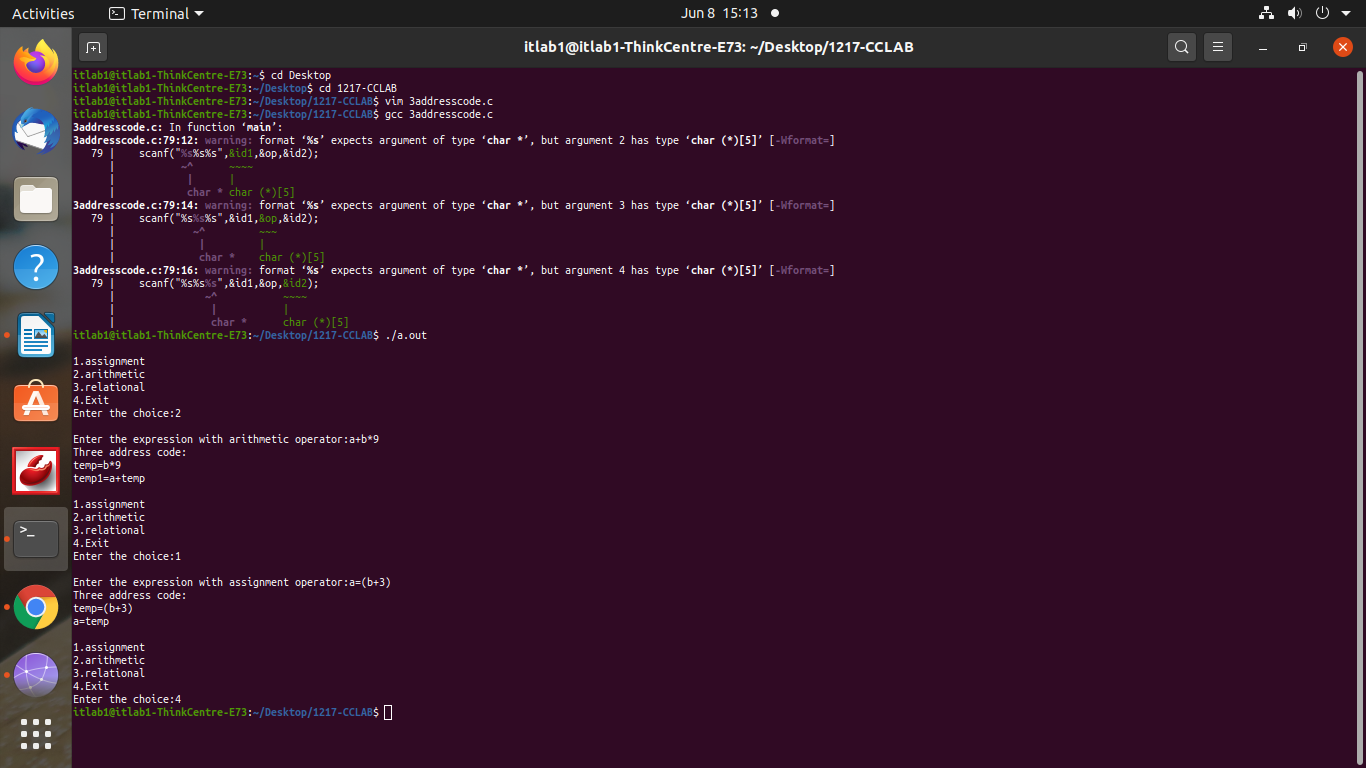 Activities
Terminal
Jun 8 15:13
itlab1@itlab1-ThinkCentre-E73: ~/Desktop/1217-CCLAB
itlab1@itlab1-ThinkCentre-E73:~$ cd Desktop
itlab1@itlab1-ThinkCentre-E73:~/Desktop$ cd 1217-CCLAB
itlab1@itlab1-ThinkCentre-E73:~/Desktop/1217-CCLAB$ vim 3addresscode.c
itlab1@itlab1-ThinkCentre-E73:~/Desktop/1217-CCLAB$ gcc 3addresscode.c
3addresscode.c: In function ‘main’:
3addresscode.c:79:12: warning: format ‘%s’ expects argument of type ‘char *’, but argument 2 has type ‘char (*)[5]’ [-Wformat=]
   79 |    scanf("%s%s%s",&id1,&op,&id2);
      |           ~^      ~~~~
      |            |      |
      |            char * char (*)[5]
3addresscode.c:79:14: warning: format ‘%s’ expects argument of type ‘char *’, but argument 3 has type ‘char (*)[5]’ [-Wformat=]
   79 |    scanf("%s%s%s",&id1,&op,&id2);
      |             ~^         ~~~
      |              |         |
      |              char *    char (*)[5]
3addresscode.c:79:16: warning: format ‘%s’ expects argument of type ‘char *’, but argument 4 has type ‘char (*)[5]’ [-Wformat=]
   79 |    scanf("%s%s%s",&id1,&op,&id2);
      |               ~^           ~~~~
      |                |           |
      |                char *      char (*)[5]
itlab1@itlab1-ThinkCentre-E73:~/Desktop/1217-CCLAB$ ./a.out
1.assignment
2.arithmetic
3.relational
4.Exit
Enter the choice:2
Enter the expression with arithmetic operator:a+b*9
Three address code:
temp=b*9
temp1=a+temp
1.assignment
2.arithmetic
3.relational
4.Exit
Enter the choice:1
Enter the expression with assignment operator:a=(b+3)
Three address code:
temp=(b+3)
a=temp
1.assignment
2.arithmetic
3.relational
4.Exit
Enter the choice:4
itlab1@itlab1-ThinkCentre-E73:~/Desktop/1217-CCLAB$